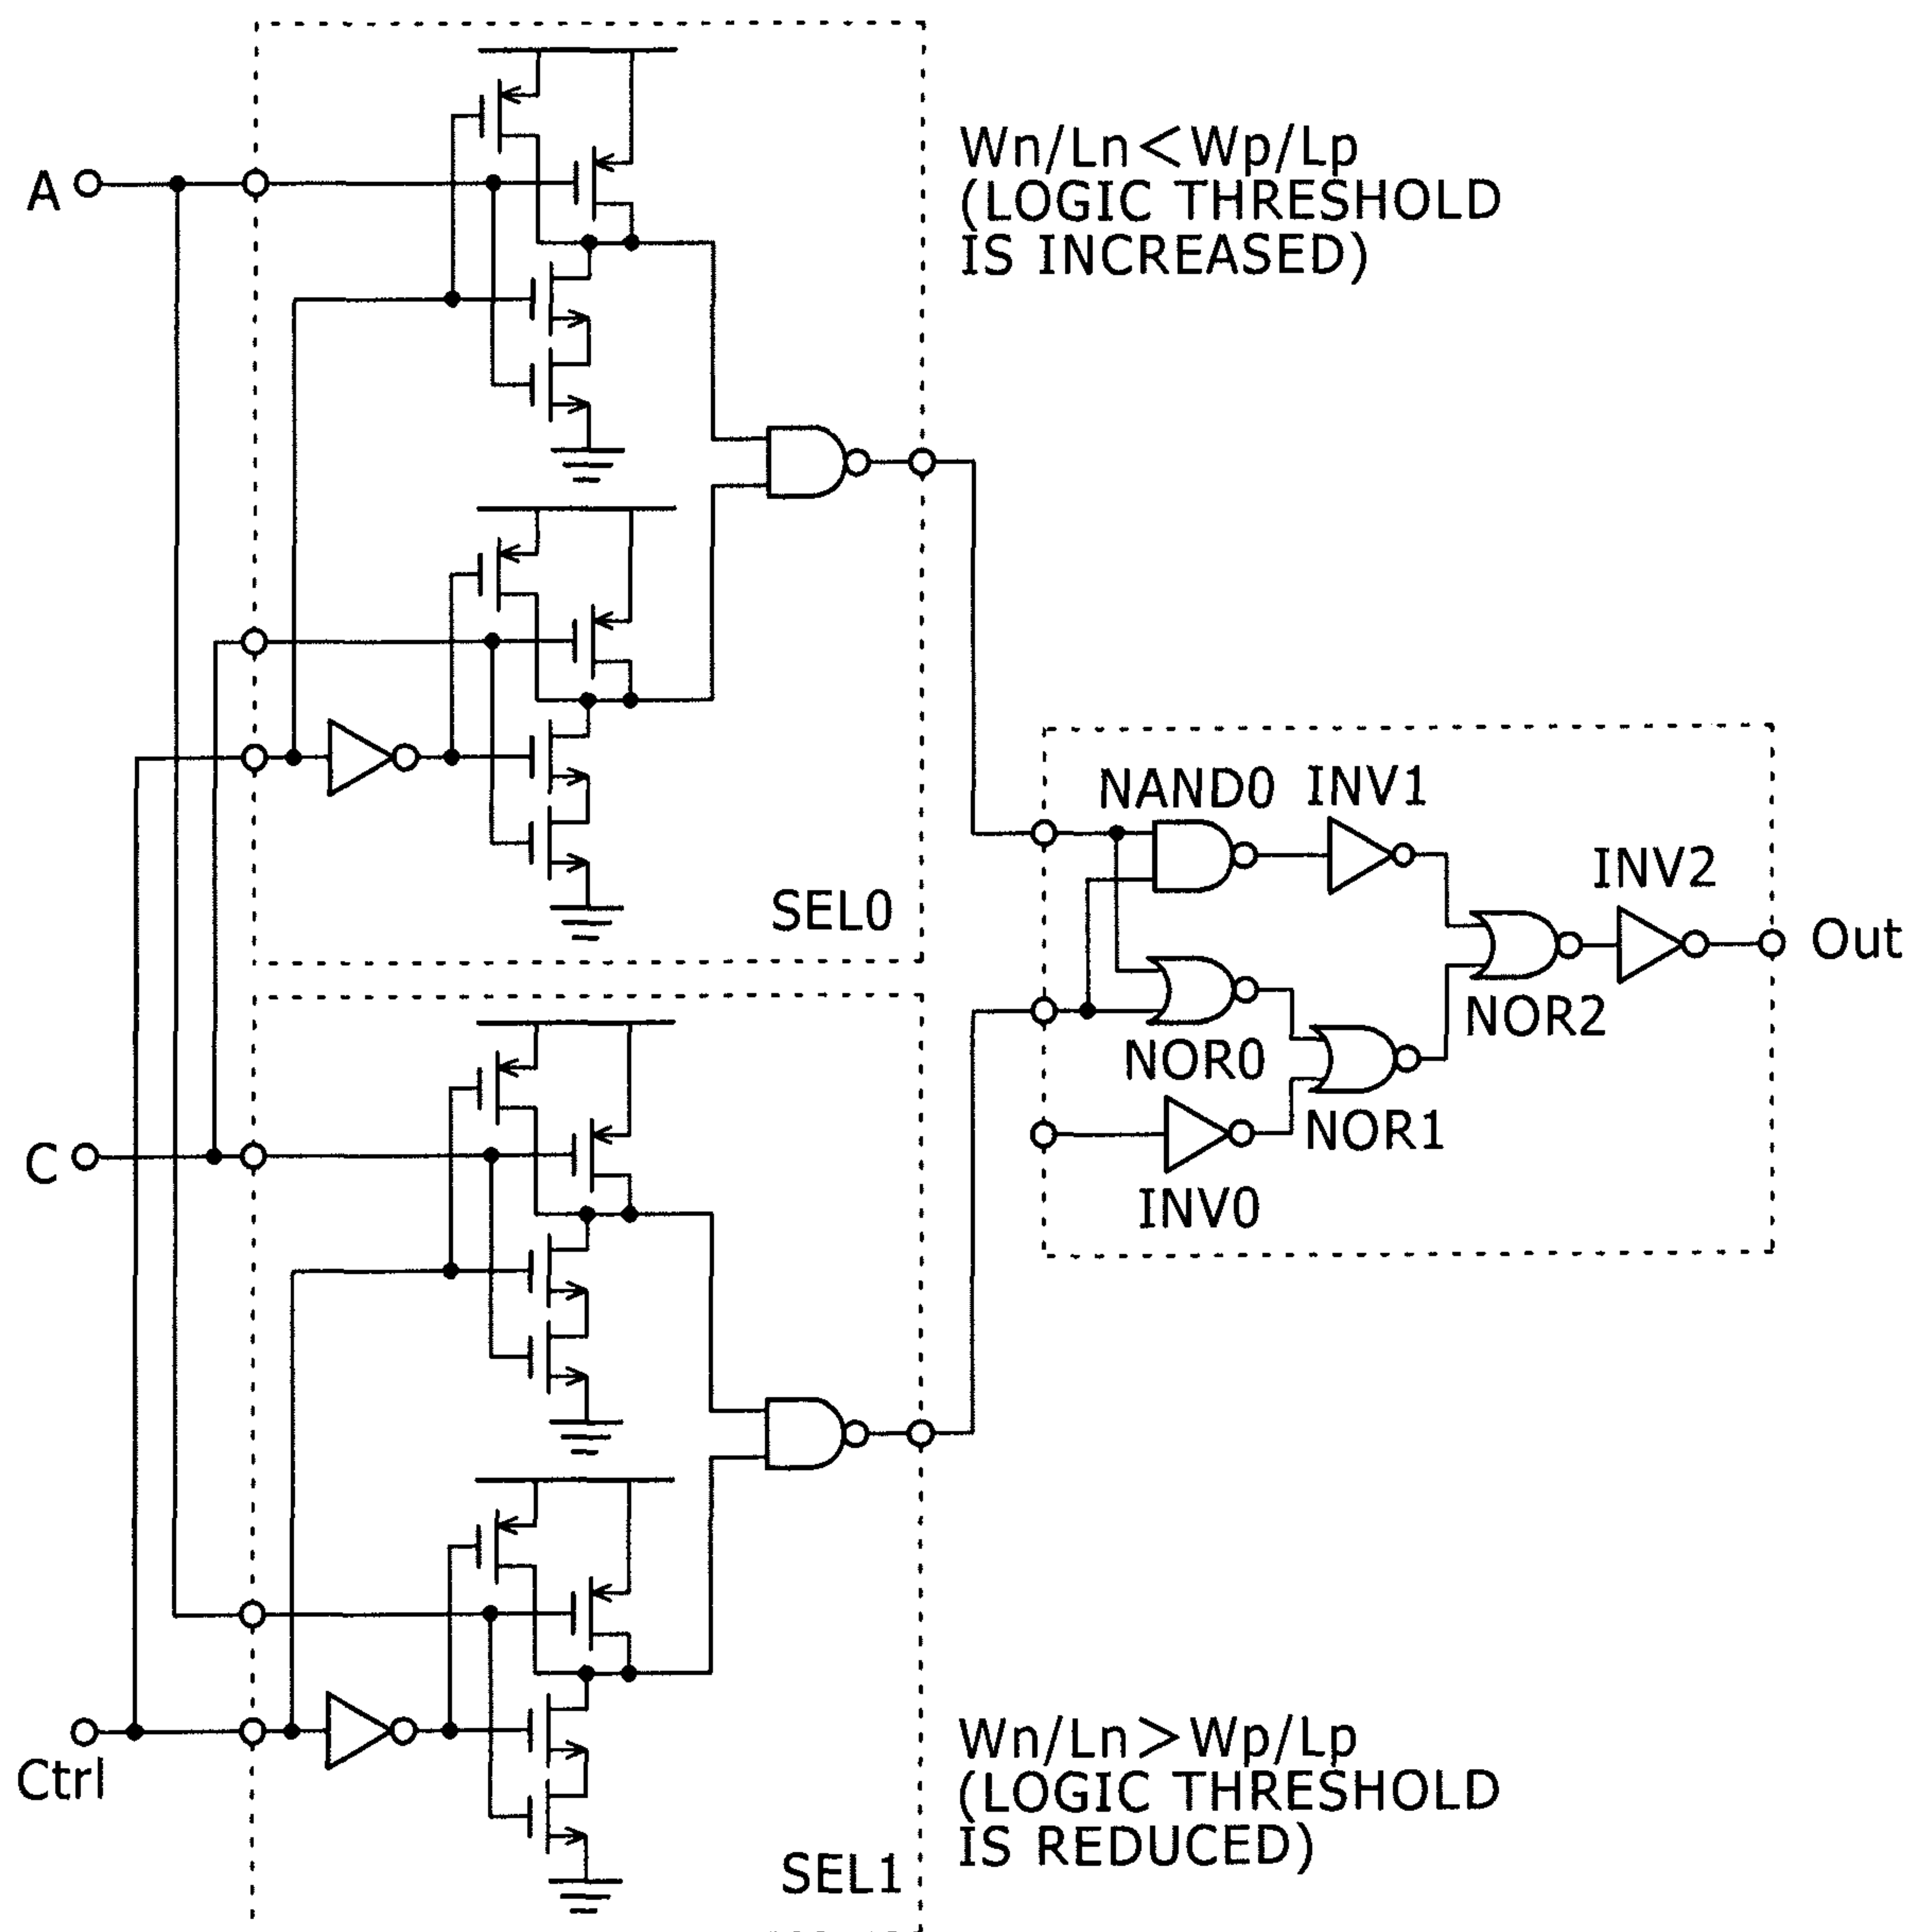 A
Wn/Ln<Wp/Lp
(LOGIC THRESHOLD
IS INCREASED)
SEL0
NAND0
INV1
INV2
Out
NOR2
NOR0
NOR1
INV0
C
Ctrl
Wn/Ln>Wp/Lp
(LOGIC THRESHOLD
IS REDUCED)
SEL1